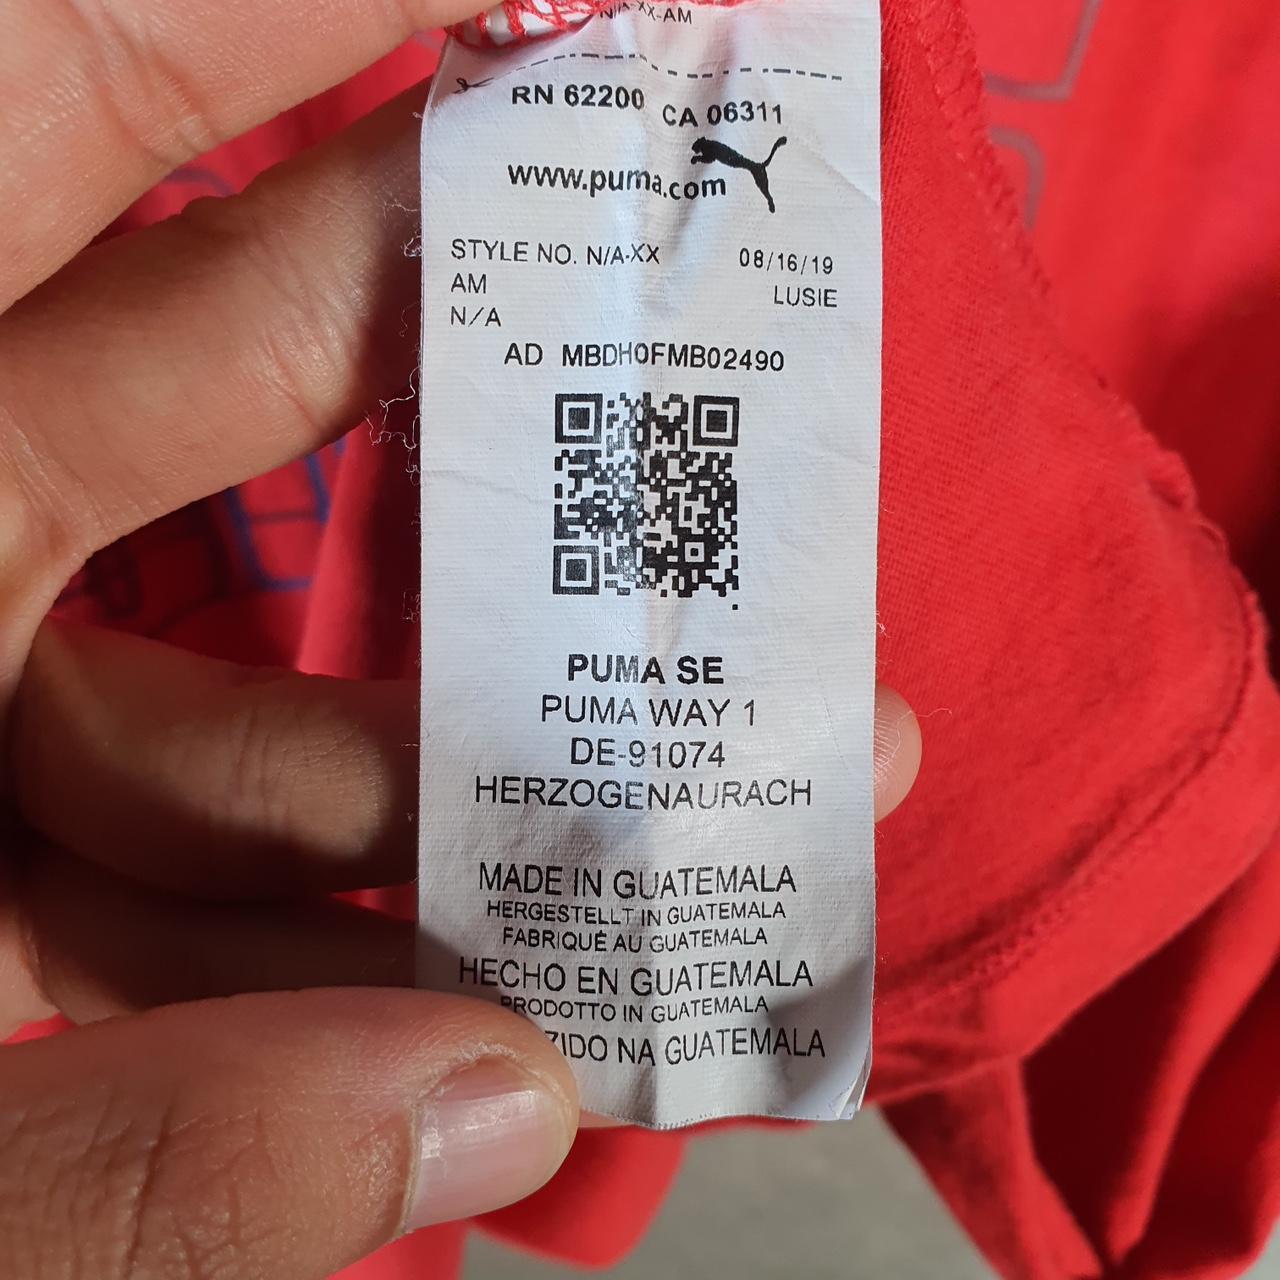 N/A-XX-AM
RN 62200 CA 06311
www.puma.com
STYLE NO. N/A-XX 08/16/19
AM LUSIE
N/A
AD MBDH0FMB02490
PUMA SE
PUMA WAY 1
DE-91074
HERZOGENAURACH
MADE IN GUATEMALA
HERGESTELLT IN GUATEMALA
FABRIQUÉ AU GUATEMALA
HECHO EN GUATEMALA
PRODOTTO IN GUATEMALA
NA GUATEMALA